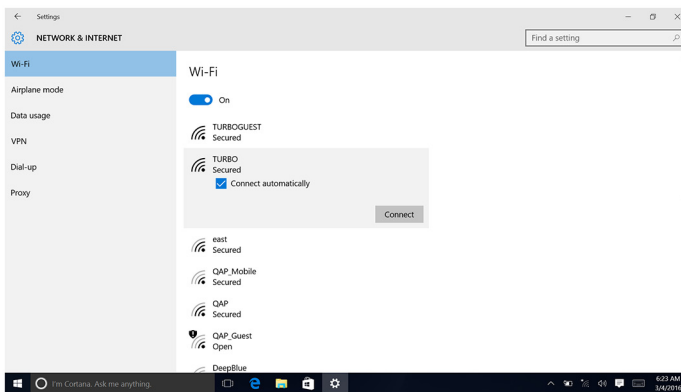 Settings
NETWORK & INTERNET
Find a setting
Wi-Fi
Airplane mode
Data usage
VPN
Dial-up
Proxy
Wi-Fi
On
TURBOGUEST
Secured
TURBO
Secured
Connect automatically
Connect
east
Secured
QAP_Mobile
Secured
QAP
Secured
QAP_Guest
Open
DeepBlue
I'm Cortana. Ask me anything.
6:23 AM
3/4/2016